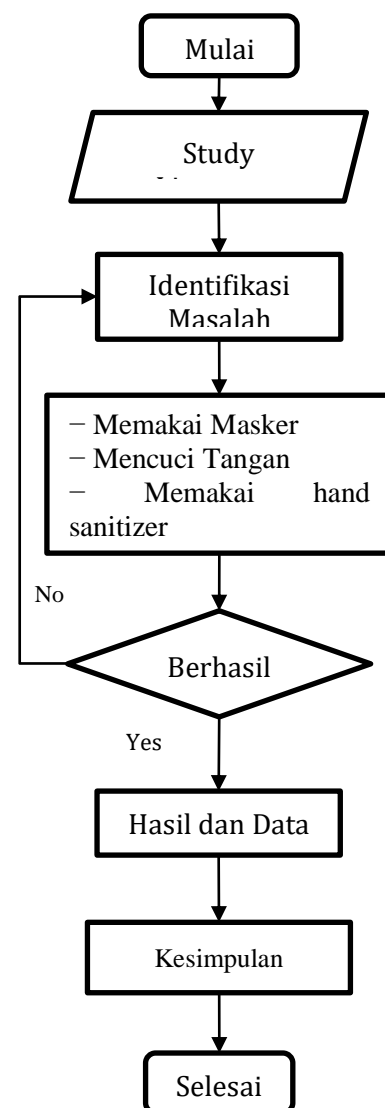 Mulai
Study
Identifikasi
Masalah
− Memakai Masker
− Mencuci Tangan
− Memakai hand
sanitizer
No
Berhasil
Yes
Hasil dan Data
Kesimpulan
Selesai